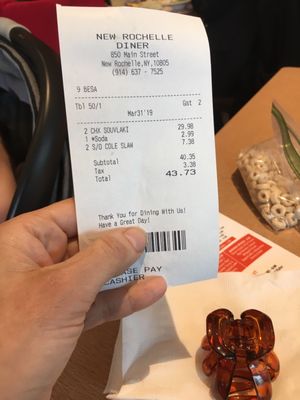 NEW ROCHELLE
DINER
850 Main Street
New Rochelle,NY,10805
(914) 637 - 7525
9 BESA
Tbl 50/1 Gst 2
Mar31'19
2 CHX SOUVLAKI 29.98
1 *Soda 2.99
2 S/O COLE SLAW 7.38
Subtotal 40.35
Tax 3.38
Total 43.73
Thank You for Dining With Us!
Have a Great Day!
PLEASE PAY
CASHIER